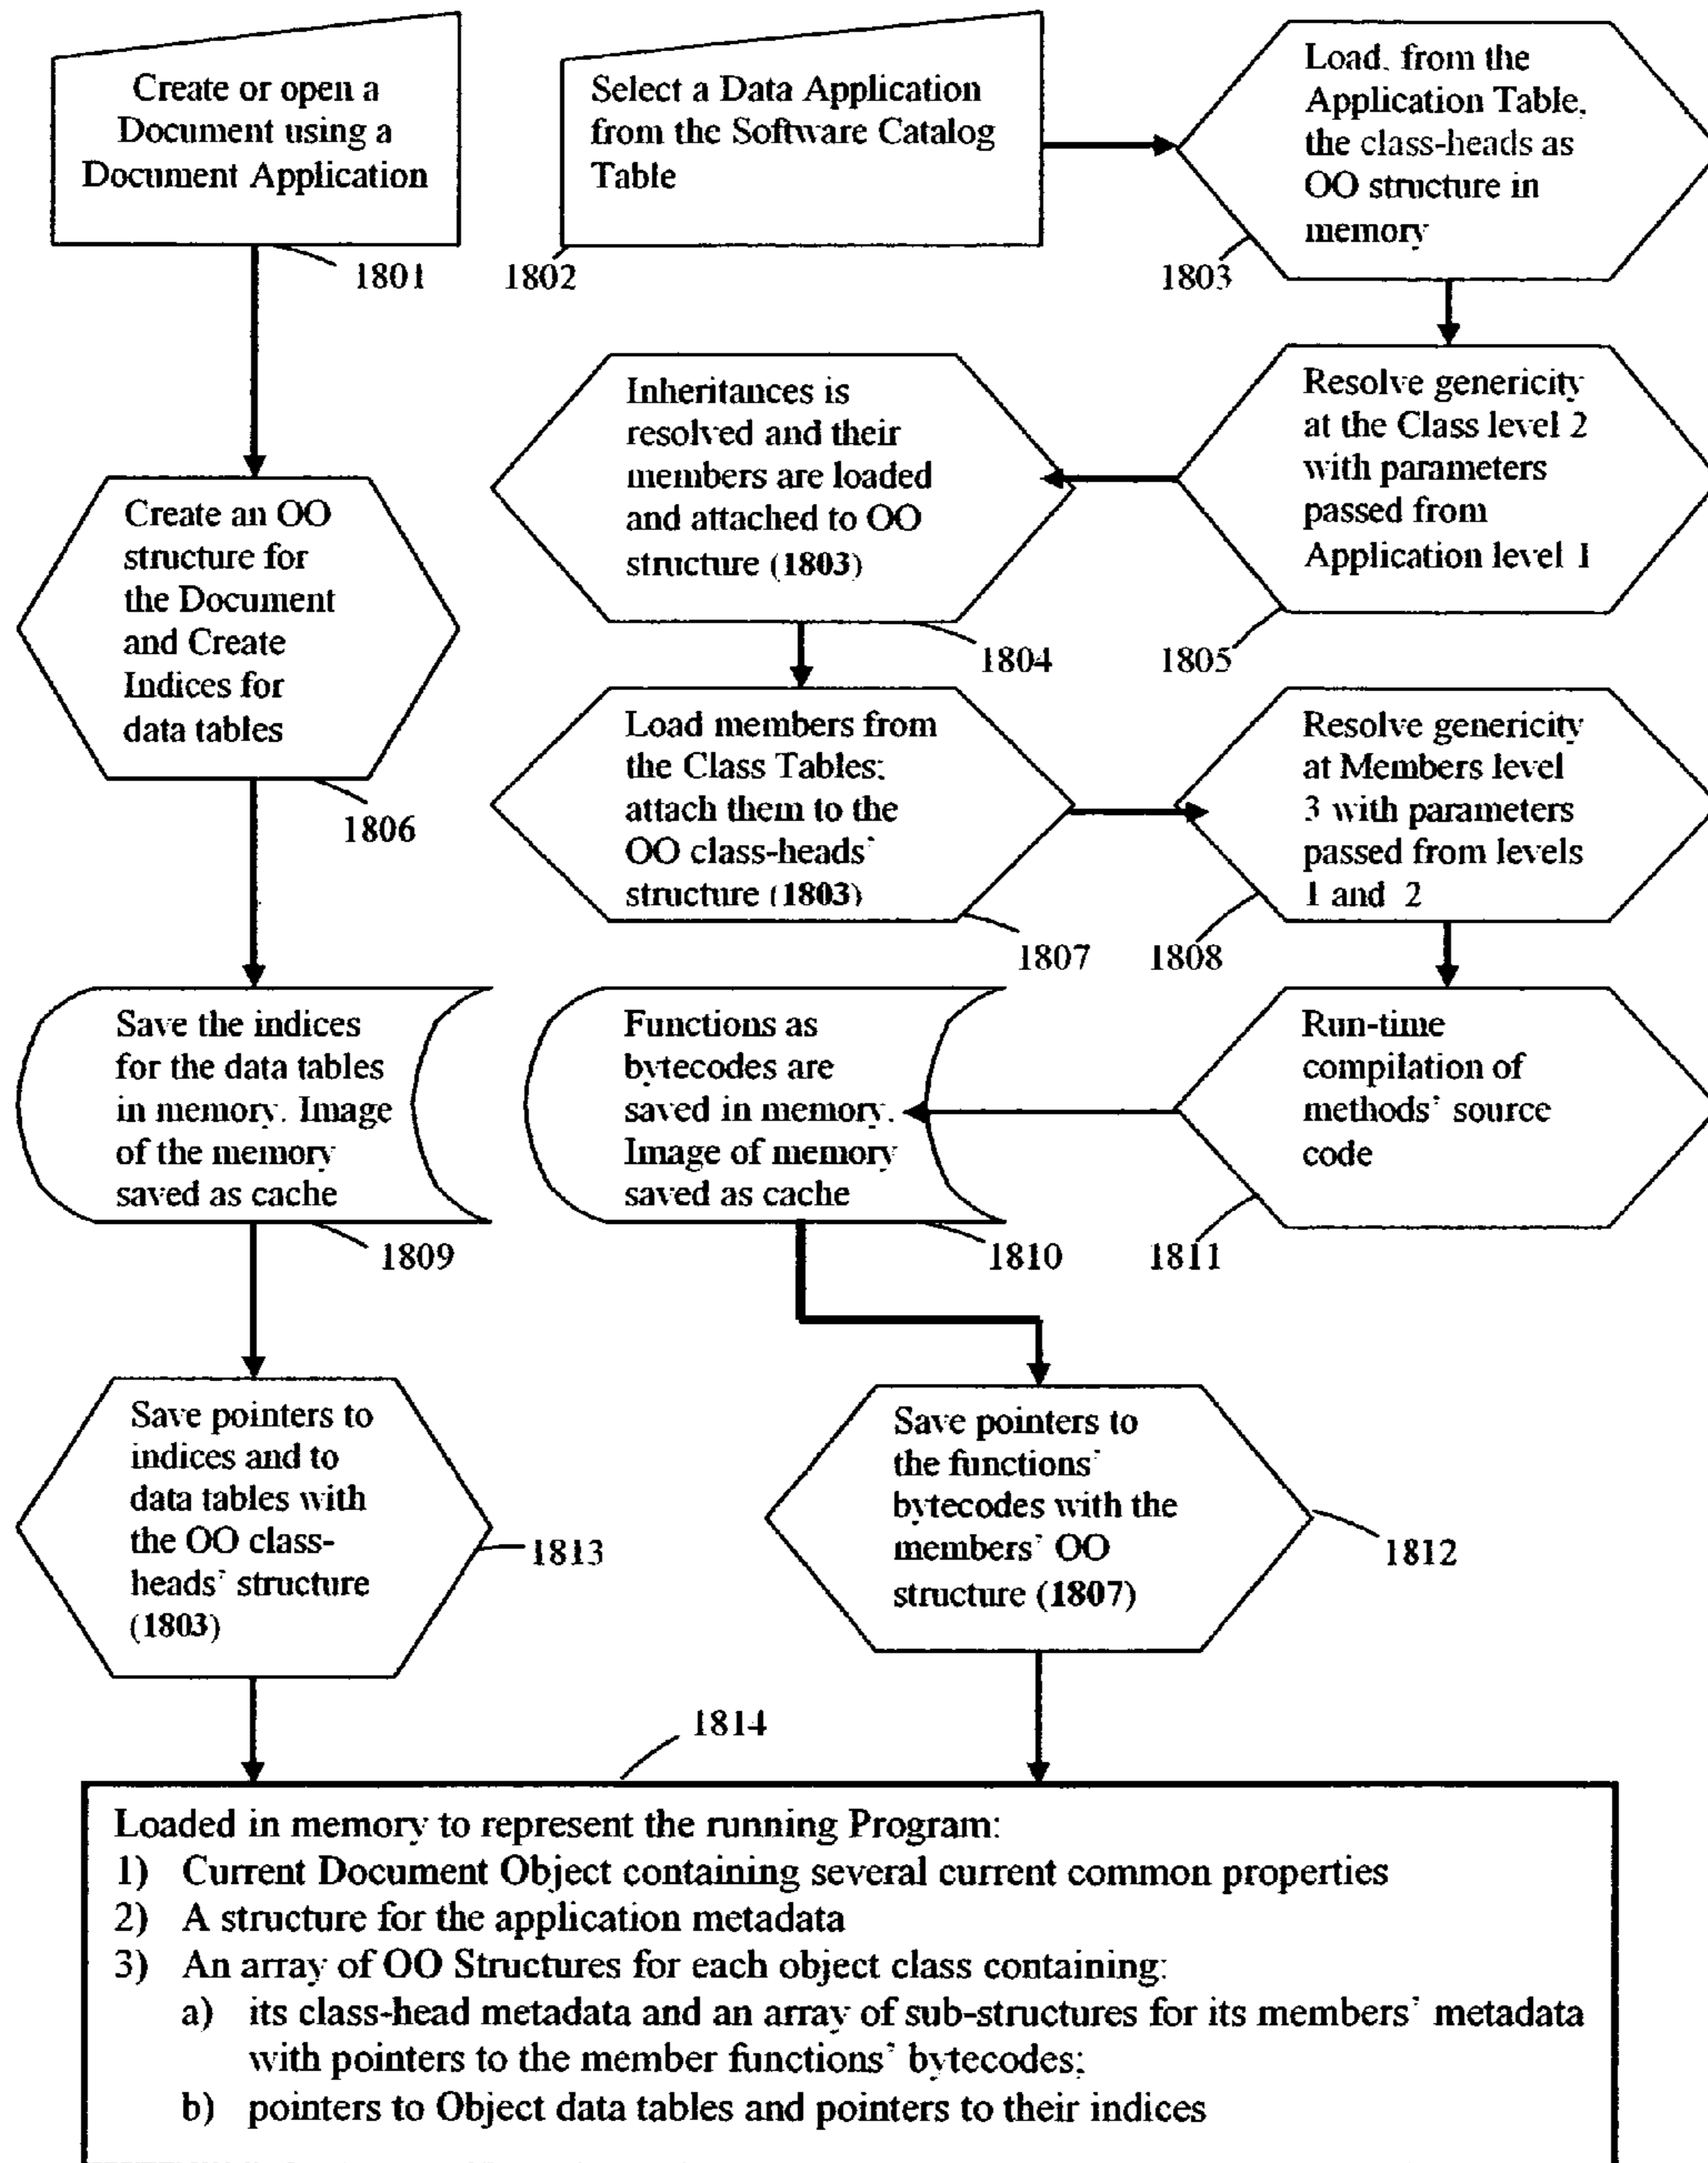 Create or open a
Document using a
Document Application
1801
Select a Data Application
from the Software Catalog
Table
1802
Load, from the
Application Table,
the class-heads as
OO structure in
memory
1803
Inheritances is
resolved and their
members are loaded
and attached to OO
structure (1803)
1804
Resolve genericity
at the Class level 2
with parameters
passed from
Application level 1
1805
Create an OO
structure for
the Document
and Create
Indices for
data tables
1806
Load members from
the Class Tables;
attach them to the
OO class-heads'
structure (1803)
1807
Resolve genericity
at Members level
3 with parameters
passed from levels
1 and 2
1808
Save the indices
for the data tables
in memory. Image
of the memory
saved as cache
1809
Functions as
bytecodes are
saved in memory.
Image of memory
saved as cache
1810
Run-time
compilation of
methods' source
code
1811
Save pointers to
indices and to
data tables with
the OO class-
heads' structure
(1803)
1813
Save pointers to
the functions'
bytecodes with the
members' OO
structure (1807)
1812
1814
Loaded in memory to represent the running Program:
1) Current Document Object containing several current common properties
2) A structure for the application metadata
3) An array of OO Structures for each object class containing:
a) its class-head metadata and an array of sub-structures for its members' metadata
with pointers to the member functions' bytecodes;
b) pointers to Object data tables and pointers to their indices